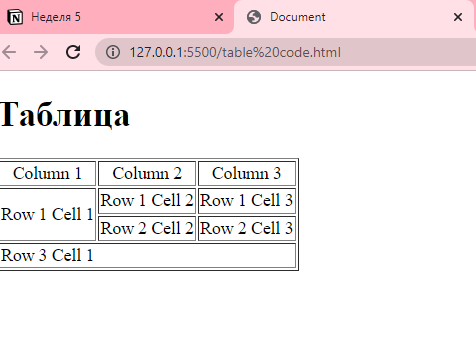 Неделя 5
Document
127.0.0.1:5500/table%20code.html
Таблица
Column 1 Column 2 Column 3
Row 1 Cell 1 Row 1 Cell 2 Row 1 Cell 3
Row 2 Cell 2 Row 2 Cell 3
Row 3 Cell 1